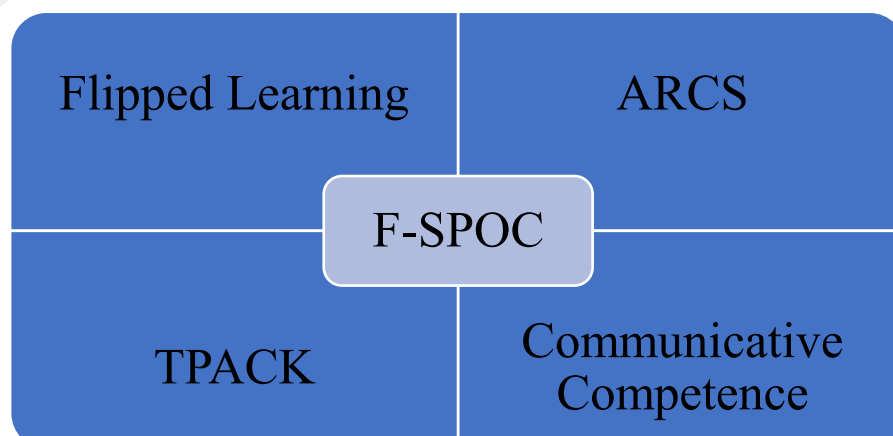 Flipped Learning
ARCS
F-SPOC
TPACK
Communicative
Competence